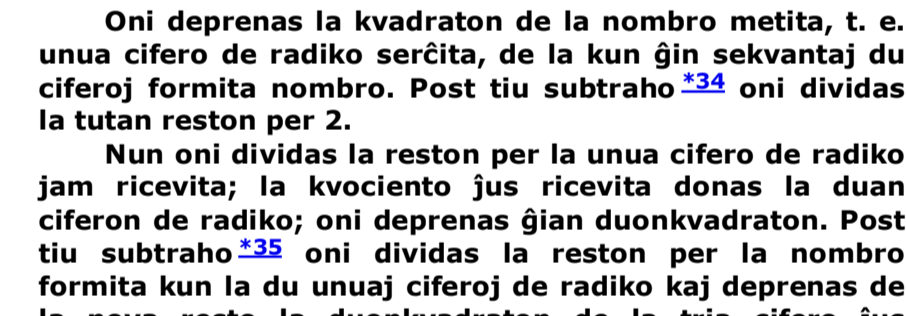 Oni deprenas la kvadraton de la nombro metita, t. e.
unua cifero de radiko serĉita, de la kun ĝin sekvantaj du
ciferoj formita nombro. Post tiu subtraho *34 oni dividas
la tutan reston per 2.
Nun oni dividas la reston per la unua cifero de radiko
jam ricevita; la kvociento ĵus ricevita donas la duan
ciferon de radiko; oni deprenas ĝian duonkvadraton. Post
tiu subtraho *35 oni dividas la reston per la nombro
formita kun la du unuaj ciferoj de radiko kaj deprenas de